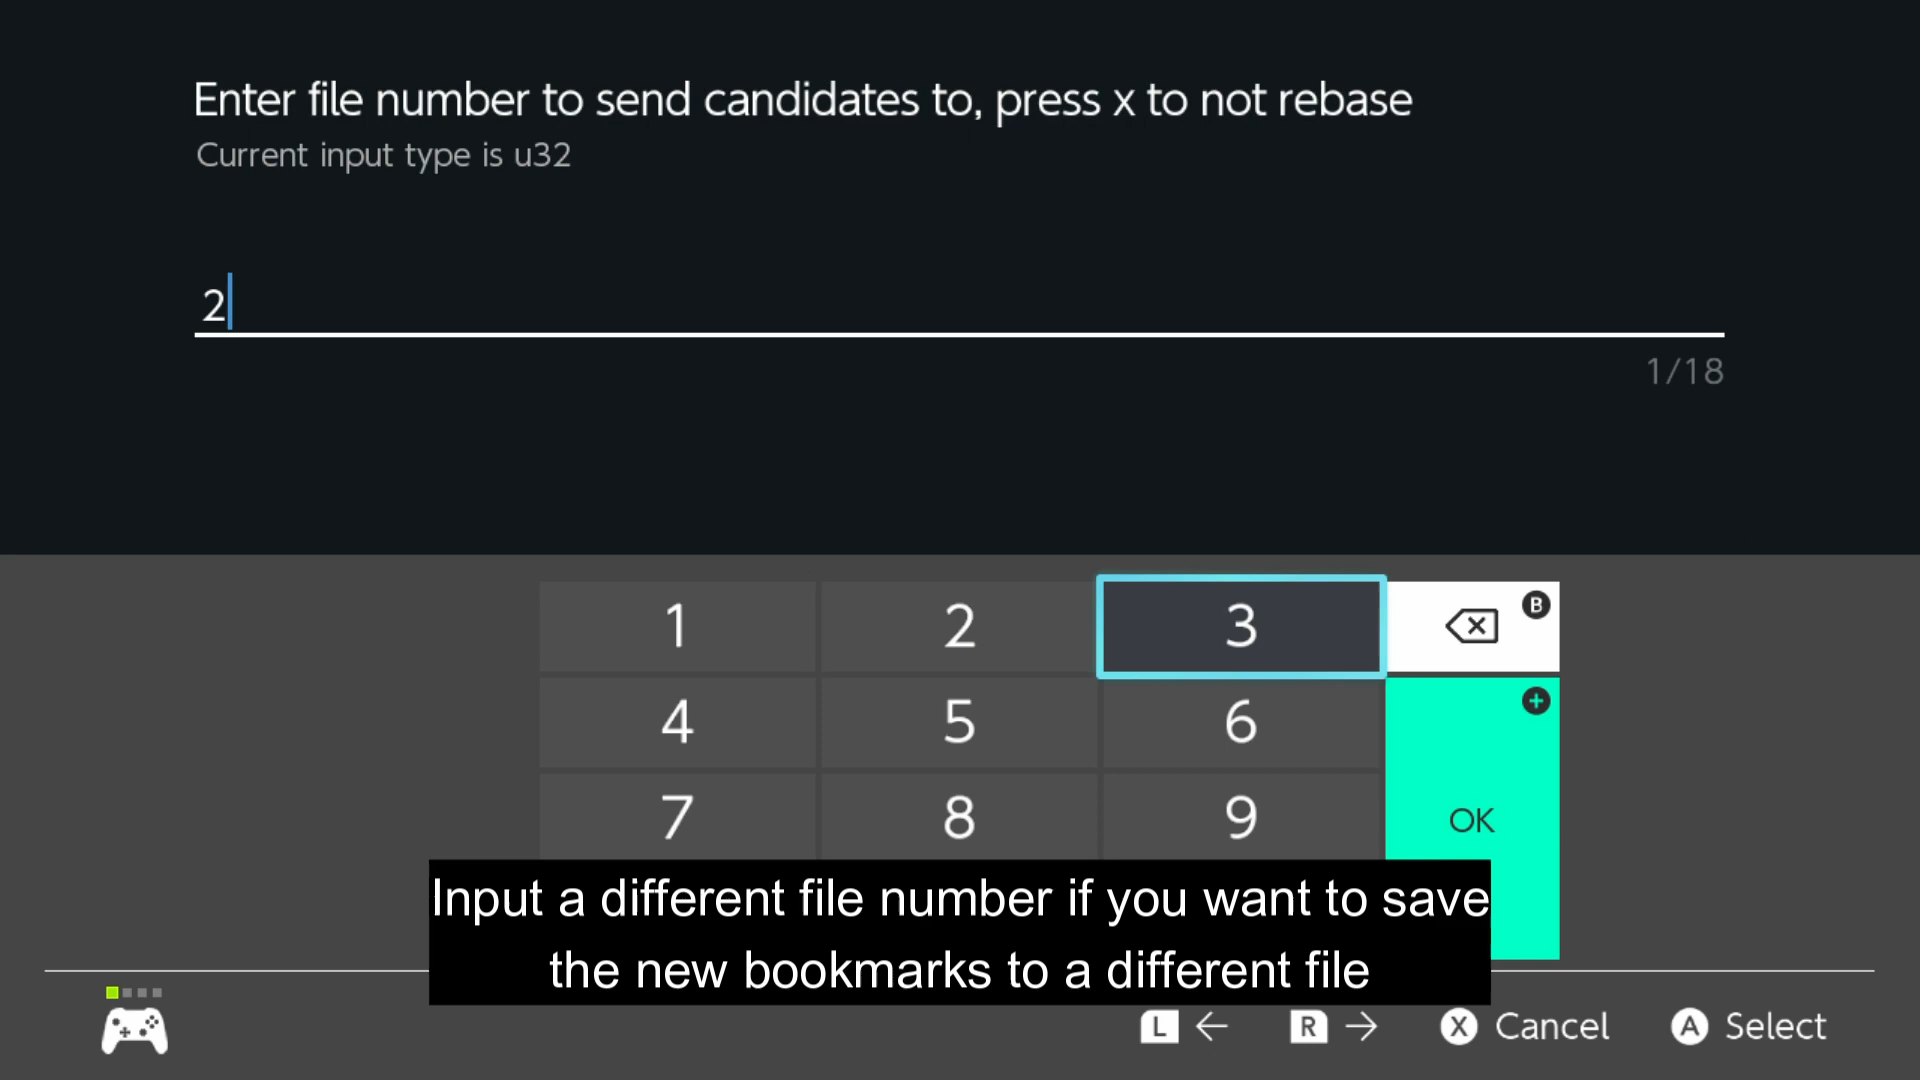 Enter file number to send candidates to, press x to not rebase
Current input type is u32
2
1/18
1 2 3 B
4 5 6 +
7 8 9 OK
Input a different file number if you want to save
the new bookmarks to a different file
L ← R → X Cancel A Select